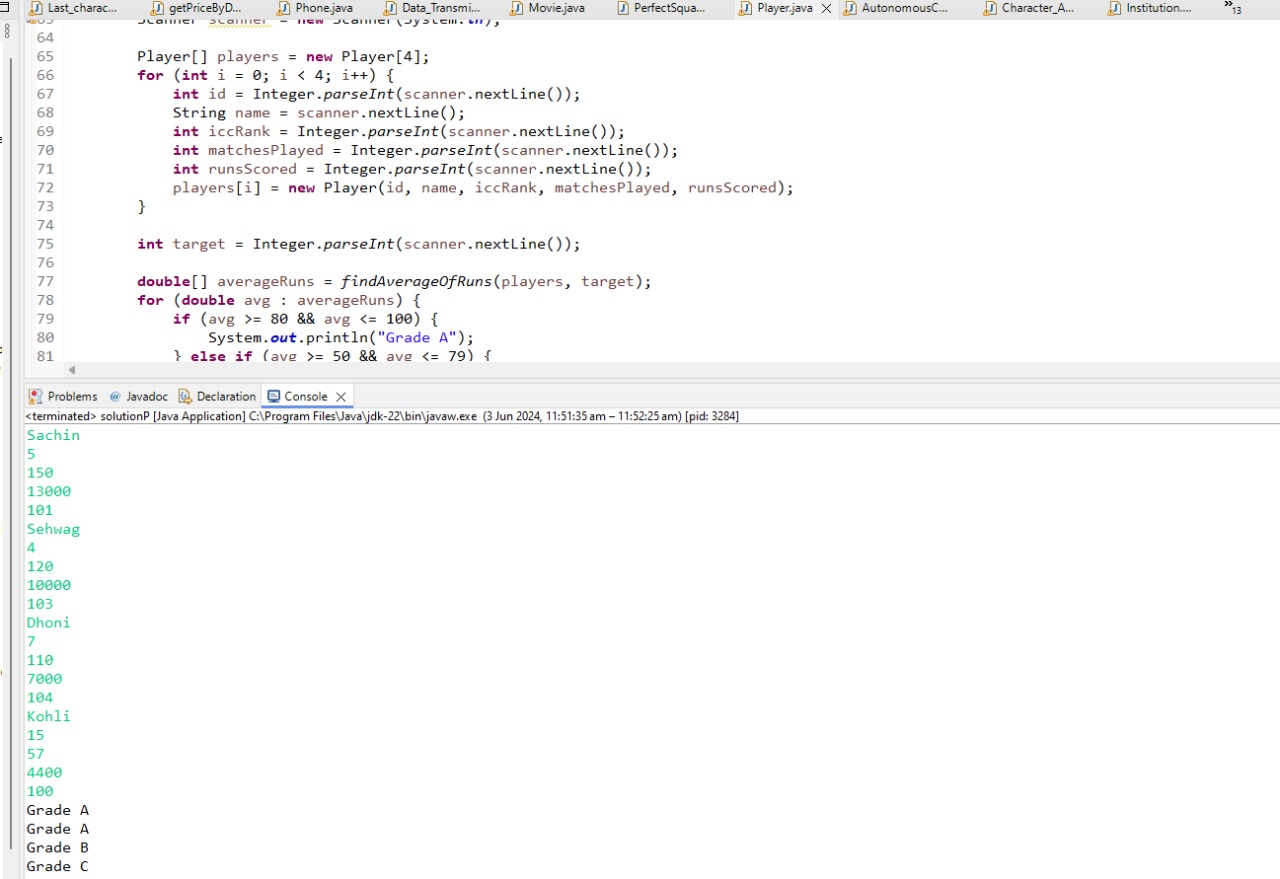 Last_charac... getPriceByD... Phone.java Data_Transmi... Movie.java PerfectSqua... Player.java AutonomousC... Character_A... Institution.... 13
63 Scanner scanner = new Scanner(System.in);
64
65 Player[] players = new Player[4];
66 for (int i = 0; i < 4; i++) {
67 int id = Integer.parseInt(scanner.nextLine());
68 String name = scanner.nextLine();
69 int iccRank = Integer.parseInt(scanner.nextLine());
70 int matchesPlayed = Integer.parseInt(scanner.nextLine());
71 int runsScored = Integer.parseInt(scanner.nextLine());
72 players[i] = new Player(id, name, iccRank, matchesPlayed, runsScored);
73 }
74
75 int target = Integer.parseInt(scanner.nextLine());
76
77 double[] averageRuns = findAverageOfRuns(players, target);
78 for (double avg : averageRuns) {
79 if (avg >= 80 && avg <= 100) {
80 System.out.println("Grade A");
81 } else if (avg >= 50 && avg <= 79) {
Problems @ Javadoc Declaration Console
<terminated> solutionP [Java Application] C:\Program Files\Java\jdk-22\bin\javaw.exe (3 Jun 2024, 11:51:35 am – 11:52:25 am) [pid: 3284]
Sachin
5
150
13000
101
Sehwag
4
120
10000
103
Dhoni
7
110
7000
104
Kohli
15
57
4400
100
Grade A
Grade A
Grade B
Grade C